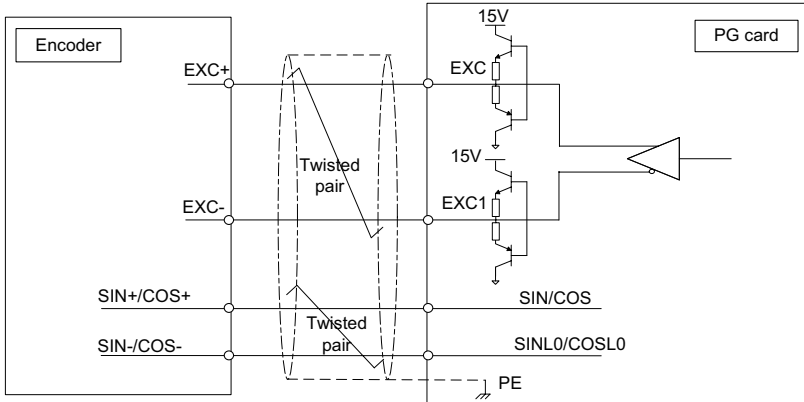 15V
Encoder
PG card
EXC+
EXC
Twisted
pair
15V
EXC-
EXC1
SIN+/COS+
SIN/COS
Twisted
pair
SIN-/COS-
SINL0/COSL0
PE